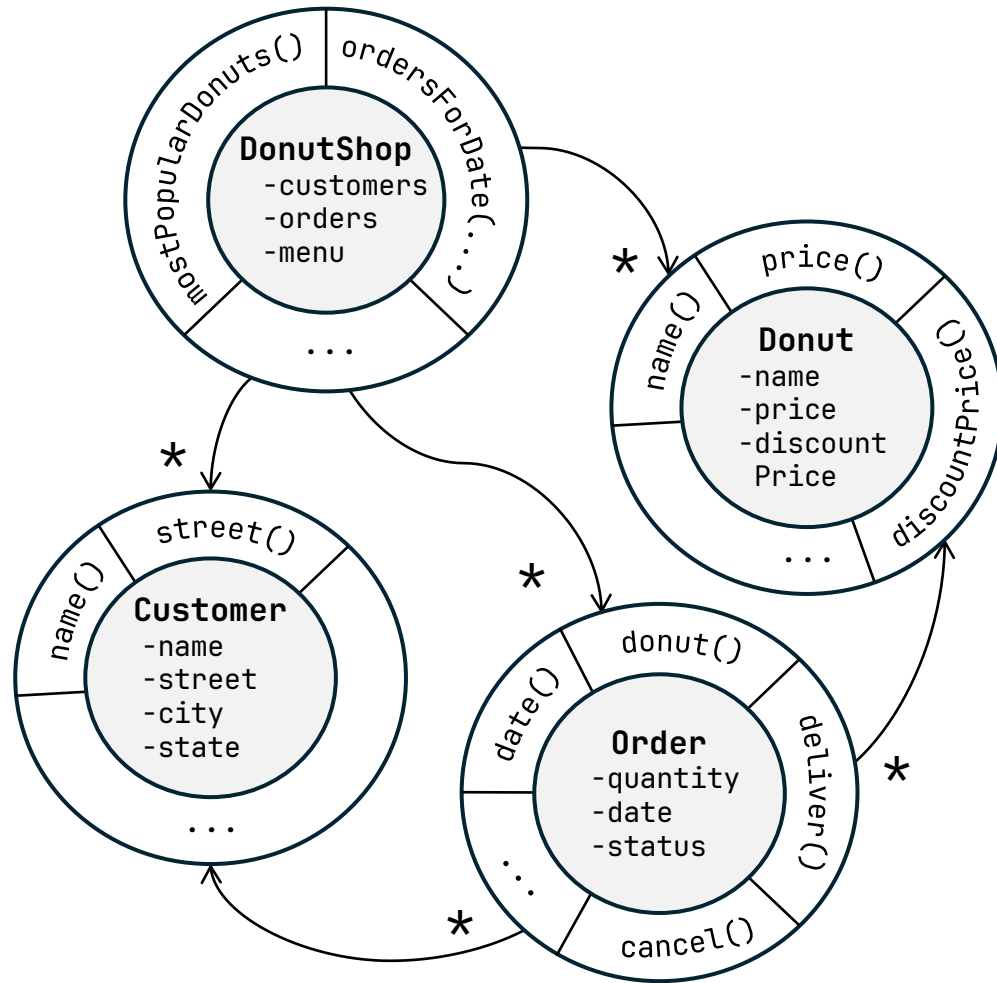 mostPopularDonuts()
ordersForDate(...)
DonutShop
-customers
-orders
-menu
...
*
*
*
name()
price()
discountPrice()
Donut
-name
-price
-discount
Price
...
name()
street()
Customer
-name
-street
-city
-state
...
date()
donut()
deliver()
cancel()
...
Order
-quantity
-date
-status
*
*